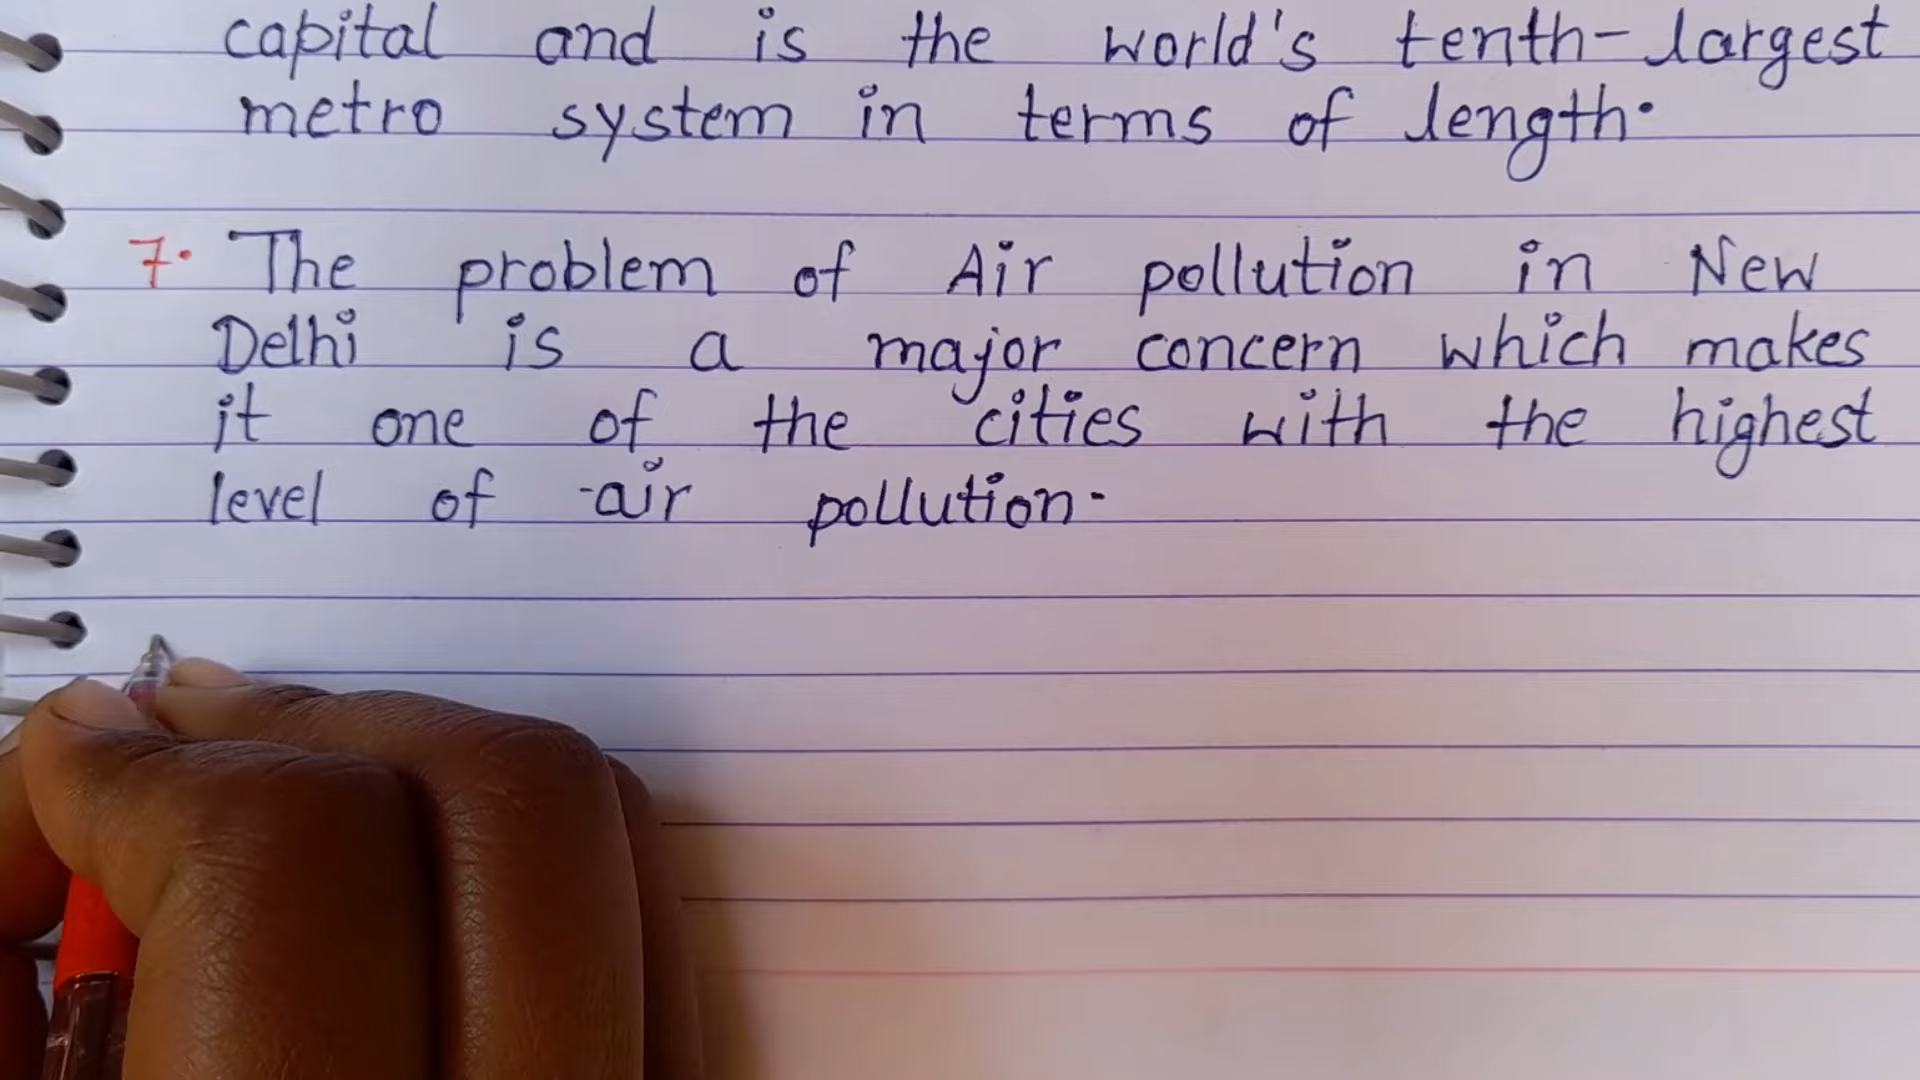 capital and is the world's tenth-largest
metro system in terms of length.
7. The problem of Air pollution in New
Delhi is a major concern which makes
it one of the cities with the highest
level of air pollution.